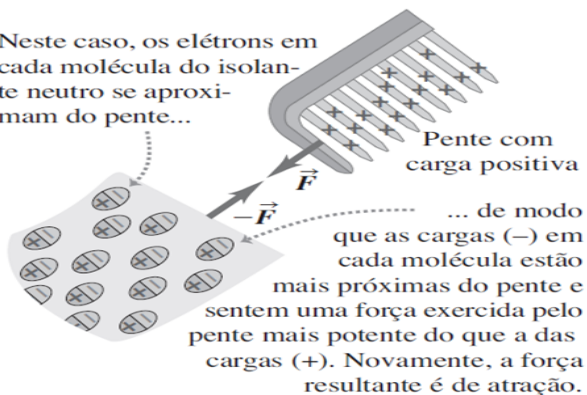 Neste caso, os elétrons em
cada molécula do isolan-
te neutro se aproxi-
mam do pente...
Pente com
carga positiva
F
–F
... de modo
que as cargas (–) em
cada molécula estão
mais próximas do pente e
sentem uma força exercida pelo
pente mais potente do que a das
cargas (+). Novamente, a força
resultante é de atração.